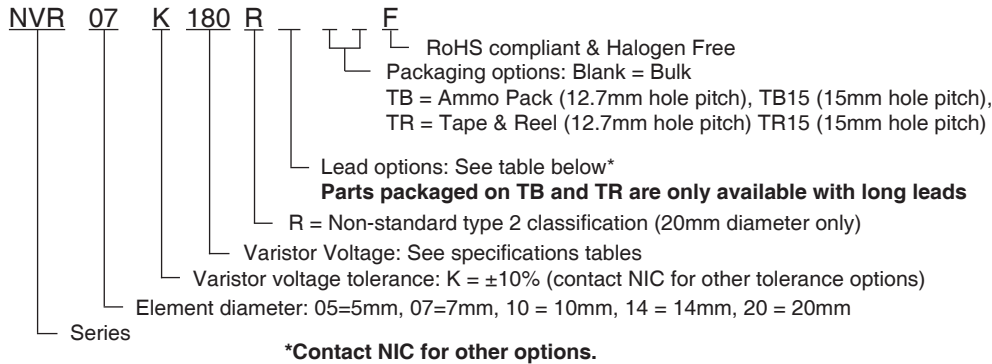 NVR 07 K 180 R F
RoHS compliant & Halogen Free
Packaging options: Blank = Bulk
TB = Ammo Pack (12.7mm hole pitch), TB15 (15mm hole pitch),
TR = Tape & Reel (12.7mm hole pitch) TR15 (15mm hole pitch)
Lead options: See table below*
Parts packaged on TB and TR are only available with long leads
R = Non-standard type 2 classification (20mm diameter only)
Varistor Voltage: See specifications tables
Varistor voltage tolerance: K = ±10% (contact NIC for other tolerance options)
Element diameter: 05=5mm, 07=7mm, 10 = 10mm, 14 = 14mm, 20 = 20mm
Series
*Contact NIC for other options.